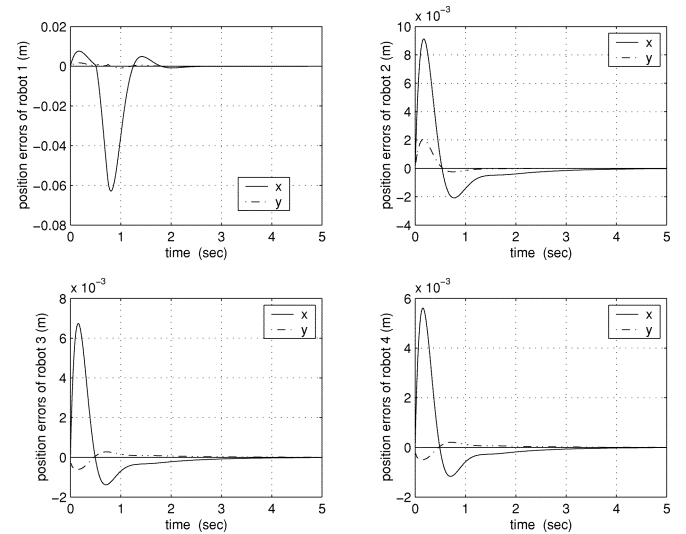 0.02
0
−0.02
−0.04
−0.06
−0.08
position errors of robot 1 (m)
x
y
0 1 2 3 4 5
time (sec)
x 10⁻³
10
8
6
4
2
0
−2
−4
position errors of robot 2 (m)
x
y
0 1 2 3 4 5
time (sec)
x 10⁻³
8
6
4
2
0
−2
position errors of robot 3 (m)
x
y
0 1 2 3 4 5
time (sec)
x 10⁻³
6
4
2
0
−2
position errors of robot 4 (m)
x
y
0 1 2 3 4 5
time (sec)